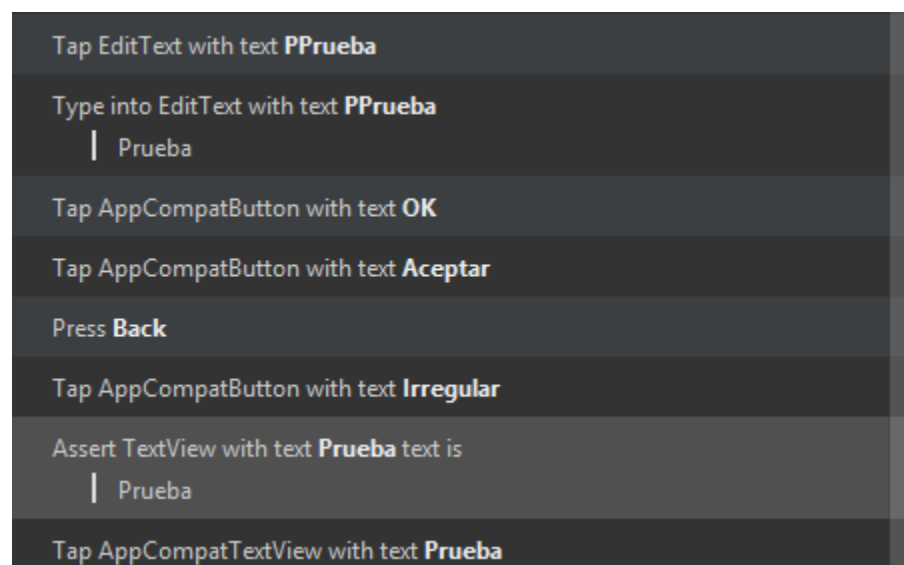 Tap EditText with text PPrueba
Type into EditText with text PPrueba
Prueba
Tap AppCompatButton with text OK
Tap AppCompatButton with text Aceptar
Press Back
Tap AppCompatButton with text Irregular
Assert TextView with text Prueba text is
Prueba
Tap AppCompatTextView with text Prueba